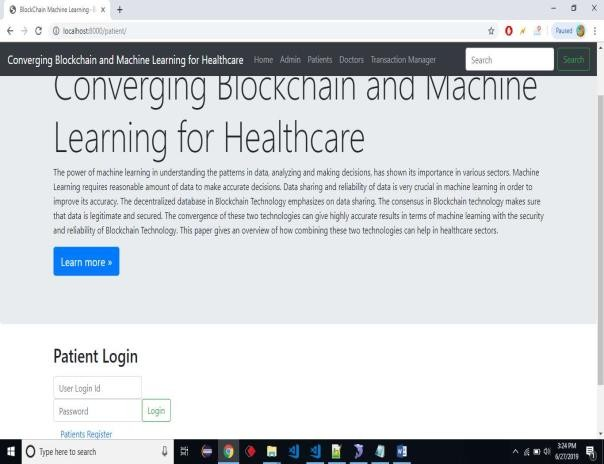 BlockChain Machine Learning - B
localhost:8000/patient/
Paused
Converging Blockchain and Machine Learning for Healthcare Home Admin Patients Doctors Transaction Manager Search Search
Converging Blockchain and Machine
Learning for Healthcare
The power of machine learning in understanding the patterns in data, analyzing and making decisions, has shown its importance in various sectors. Machine
Learning requires reasonable amount of data to make accurate decisions. Data sharing and reliability of data is very crucial in machine learning in order to
improve its accuracy. The decentralized database in Blockchain Technology emphasizes on data sharing. The consensus in Blockchain technology makes sure
that data is legitimate and secured. The convergence of these two technologies can give highly accurate results in terms of machine learning with the security
and reliability of Blockchain Technology. This paper gives an overview of how combining these two technologies can help in healthcare sectors.
Learn more »
Patient Login
User Login Id
Password Login
Patients Register
Type here to search
3:24 PM
6/27/2019